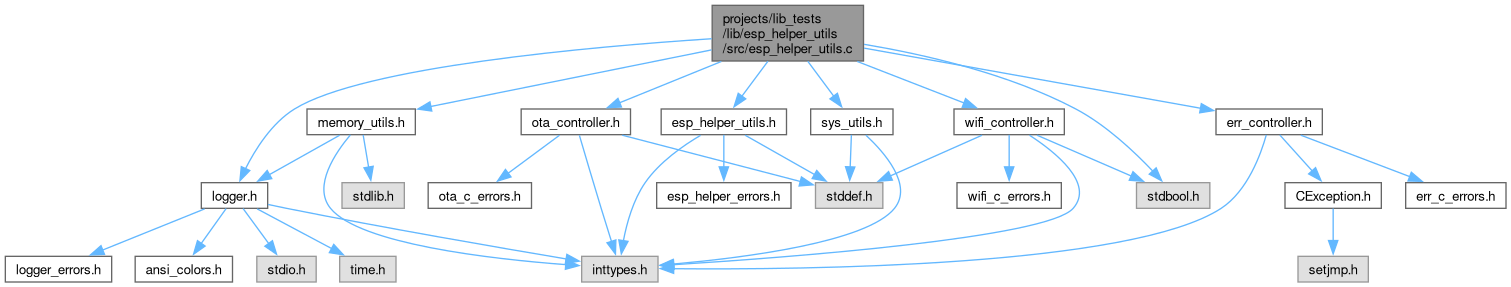 projects/lib_tests
/lib/esp_helper_utils
/src/esp_helper_utils.c
memory_utils.h
ota_controller.h
esp_helper_utils.h
sys_utils.h
wifi_controller.h
err_controller.h
logger.h
stdlib.h
ota_c_errors.h
esp_helper_errors.h
stddef.h
wifi_c_errors.h
stdbool.h
CException.h
err_c_errors.h
logger_errors.h
ansi_colors.h
stdio.h
time.h
inttypes.h
setjmp.h